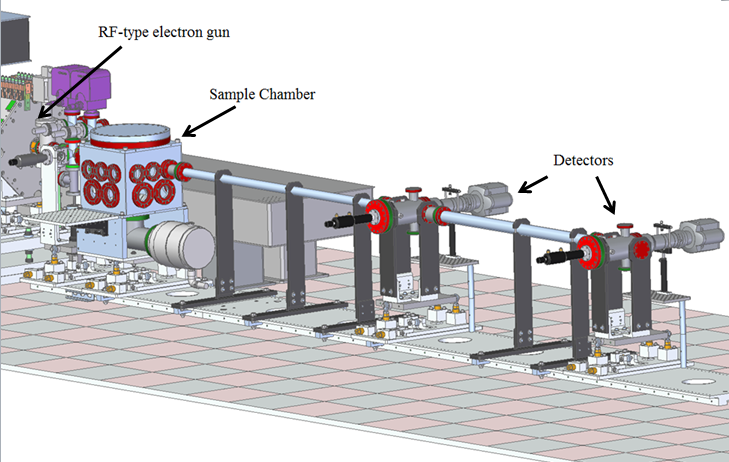 RF-type electron gun
Sample Chamber
Detectors